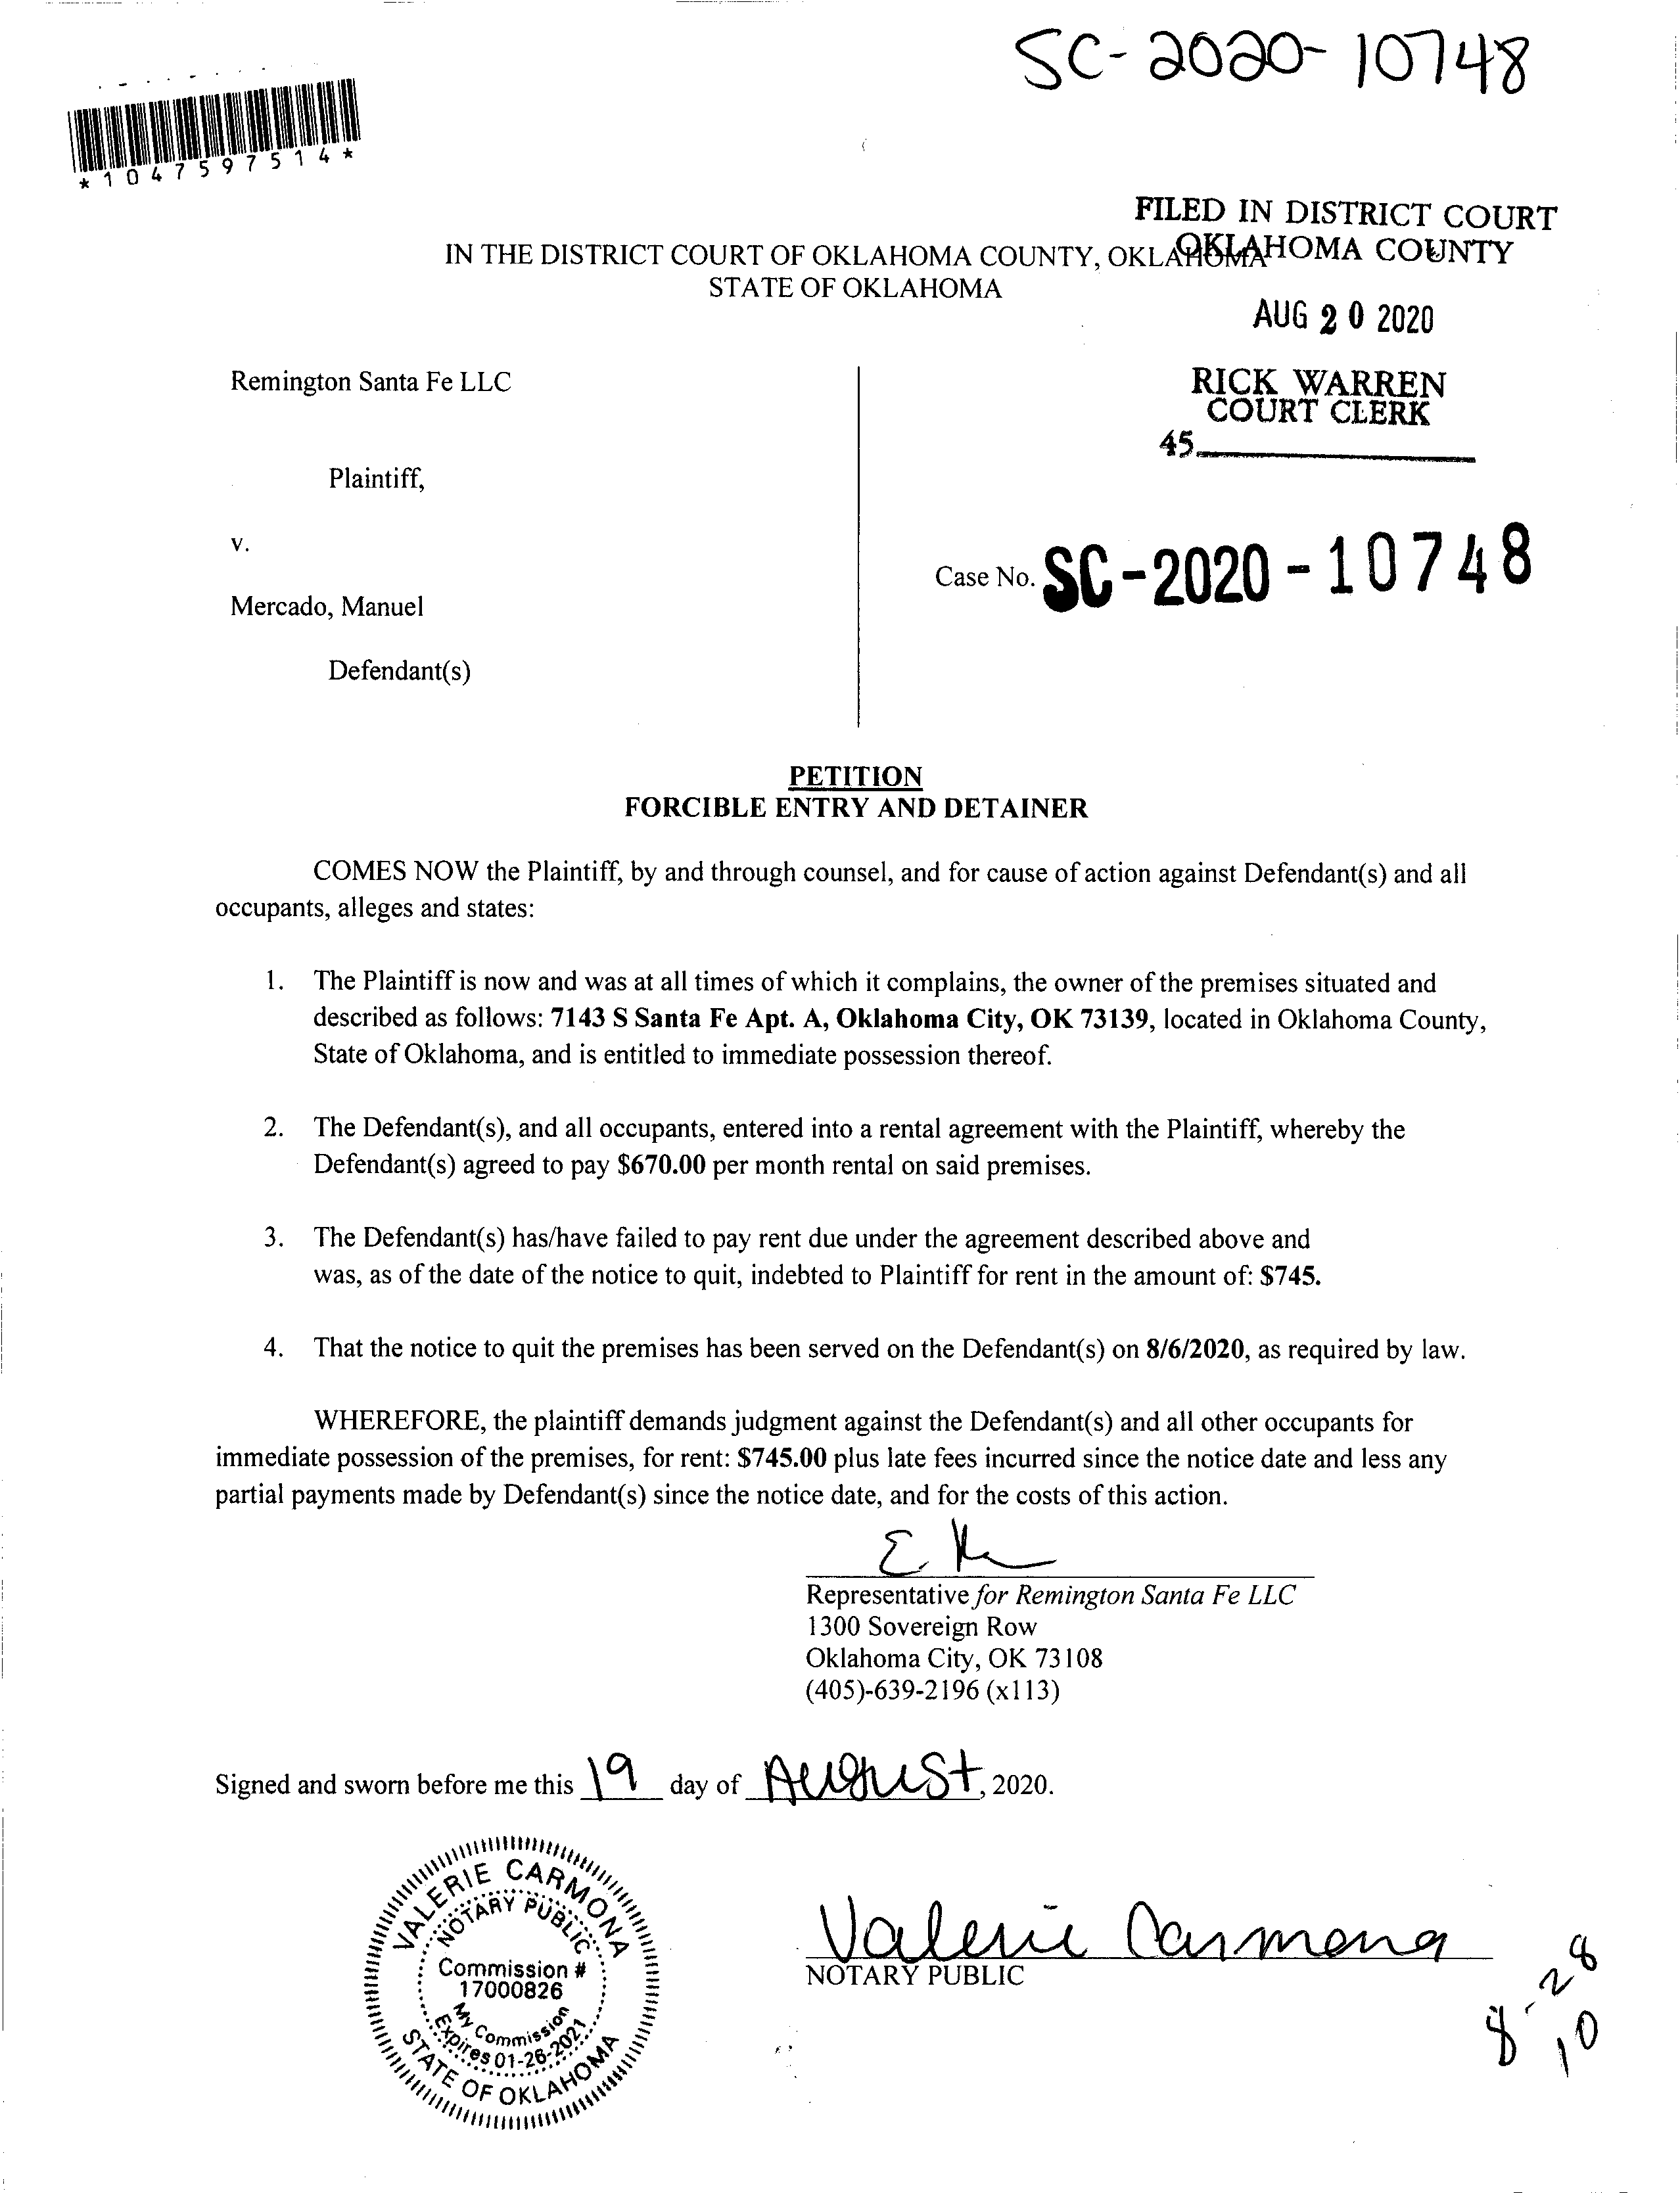 SC-2020-10748
*1047597514*
FILED IN DISTRICT COURT
OKLAHOMA COUNTY
IN THE DISTRICT COURT OF OKLAHOMA COUNTY, OKLAHOMA
STATE OF OKLAHOMA
AUG 20 2020
Remington Santa Fe LLC
RICK WARREN
COURT CLERK
45
Plaintiff,
v.
Case No. SC-2020-10748
Mercado, Manuel
Defendant(s)
PETITION
FORCIBLE ENTRY AND DETAINER
COMES NOW the Plaintiff, by and through counsel, and for cause of action against Defendant(s) and all
occupants, alleges and states:
1. The Plaintiff is now and was at all times of which it complains, the owner of the premises situated and
described as follows: 7143 S Santa Fe Apt. A, Oklahoma City, OK 73139, located in Oklahoma County,
State of Oklahoma, and is entitled to immediate possession thereof.
2. The Defendant(s), and all occupants, entered into a rental agreement with the Plaintiff, whereby the
Defendant(s) agreed to pay $670.00 per month rental on said premises.
3. The Defendant(s) has/have failed to pay rent due under the agreement described above and
was, as of the date of the notice to quit, indebted to Plaintiff for rent in the amount of: $745.
4. That the notice to quit the premises has been served on the Defendant(s) on 8/6/2020, as required by law.
WHEREFORE, the plaintiff demands judgment against the Defendant(s) and all other occupants for
immediate possession of the premises, for rent: $745.00 plus late fees incurred since the notice date and less any
partial payments made by Defendant(s) since the notice date, and for the costs of this action.
Representative for Remington Santa Fe LLC
1300 Sovereign Row
Oklahoma City, OK 73108
(405)-639-2196 (x113)
Signed and sworn before me this 19 day of August, 2020.
VALERIE CARMONA
NOTARY PUBLIC
Commission #
17000826
My Commission
Expires 01-26-2021
STATE OF OKLAHOMA
Valerie Carmona
NOTARY PUBLIC
8-28
10